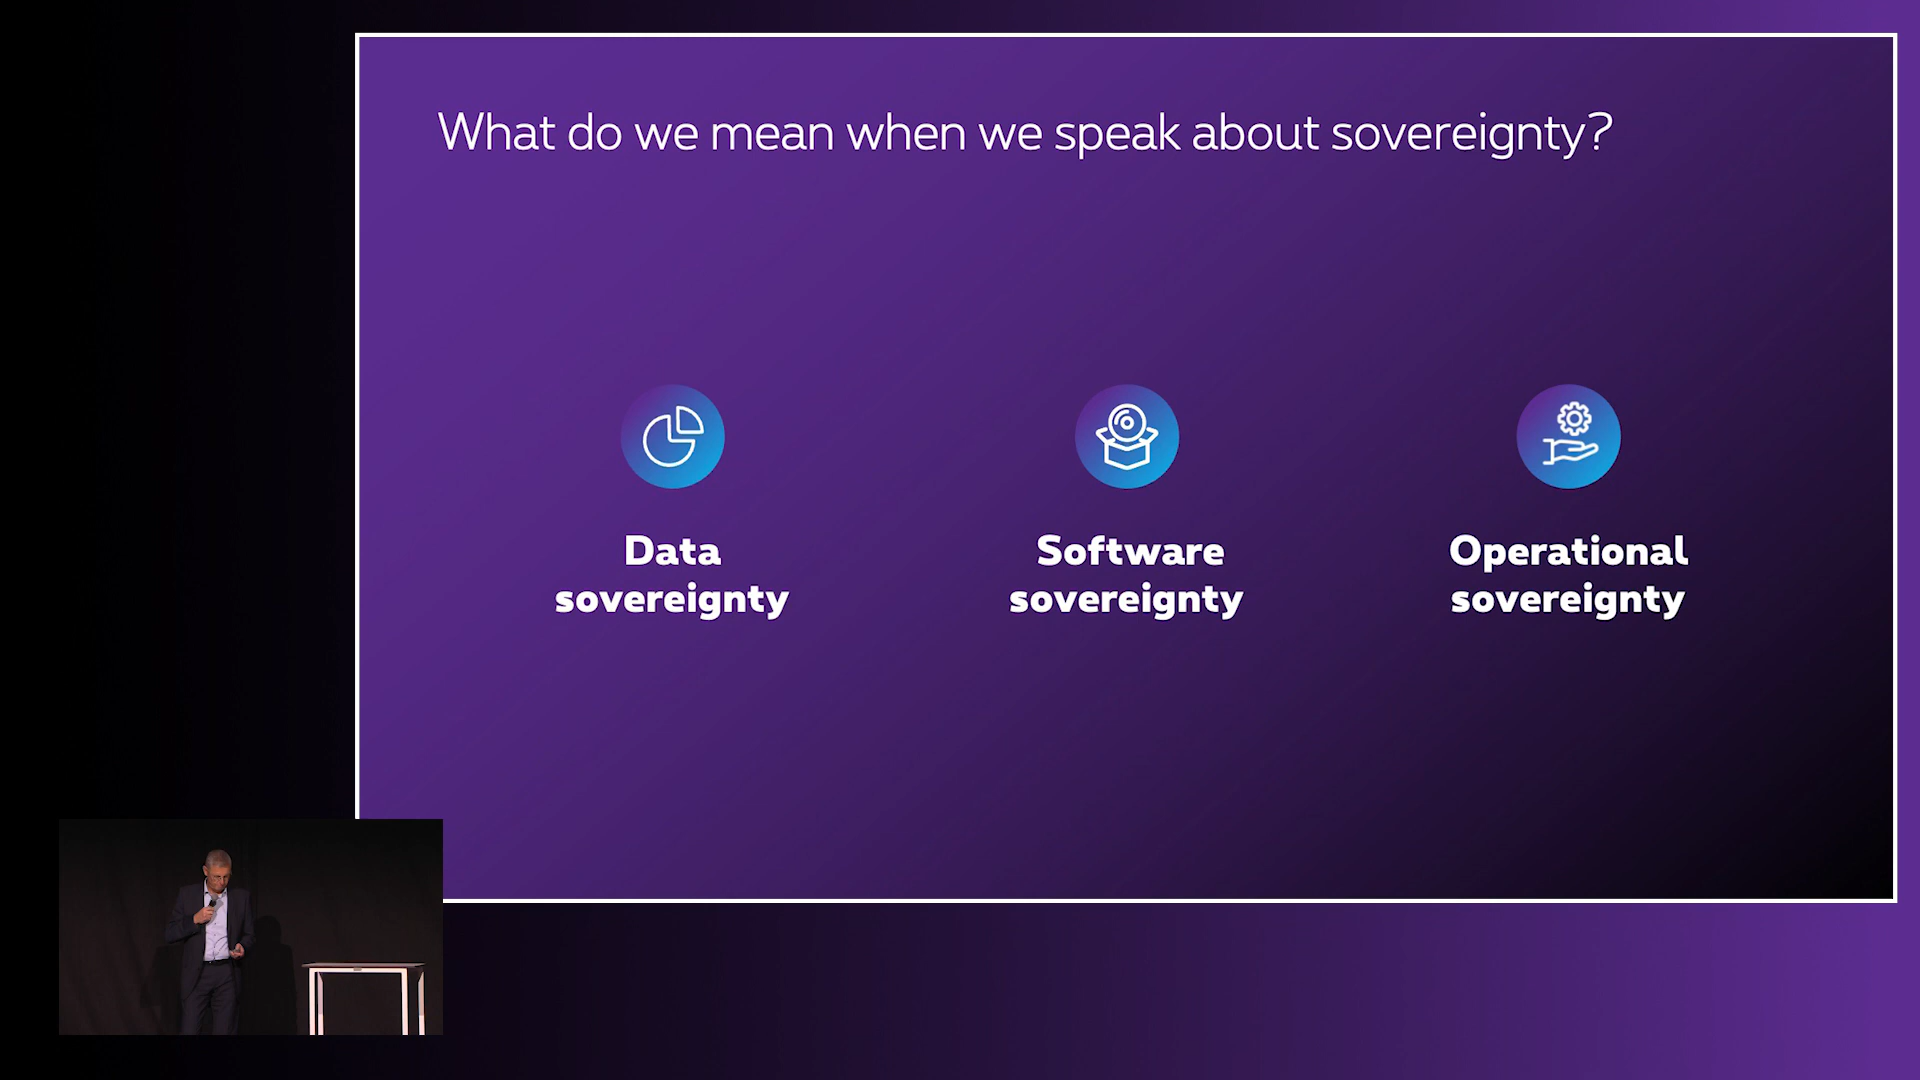 What do we mean when we speak about sovereignty?
Data
sovereignty
Software
sovereignty
Operational
sovereignty